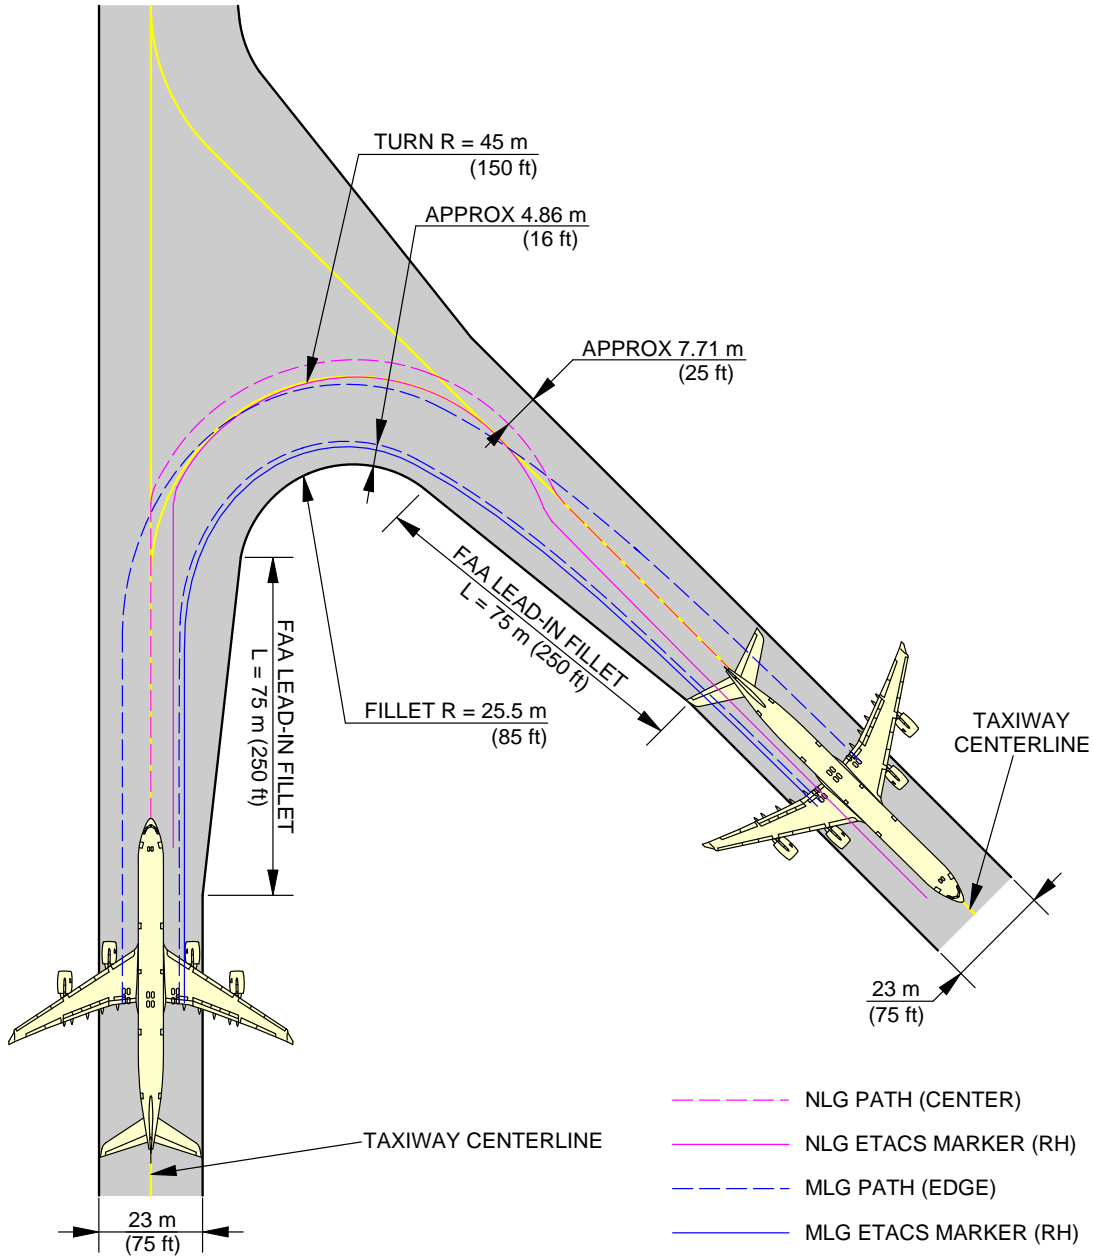 TURN R = 45 m
(150 ft)
APPROX 4.86 m
(16 ft)
APPROX 7.71 m
(25 ft)
FAA LEAD-IN FILLET
L = 75 m (250 ft)
FAA LEAD-IN FILLET
L = 75 m (250 ft)
FILLET R = 25.5 m
(85 ft)
TAXIWAY
CENTERLINE
23 m
(75 ft)
TAXIWAY CENTERLINE
23 m
(75 ft)
NLG PATH (CENTER)
NLG ETACS MARKER (RH)
MLG PATH (EDGE)
MLG ETACS MARKER (RH)